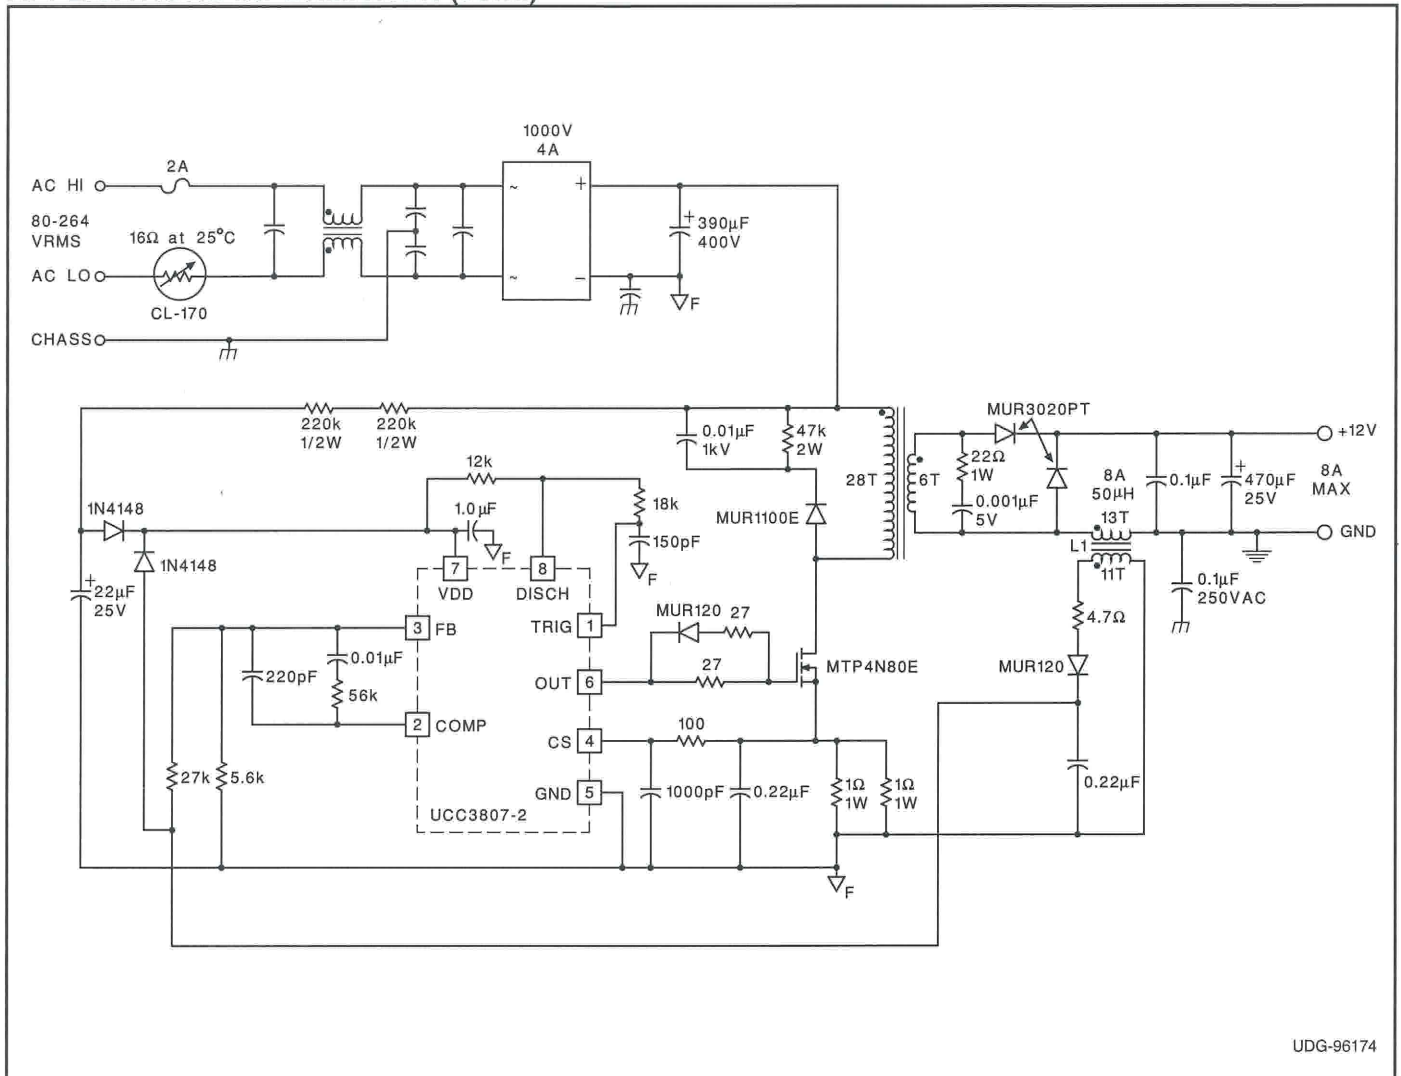 1000V
4A
2A
AC HI
80-264
VRMS
16Ω at 25°C
AC LO
CL-170
CHASS
~
~
+
−
+
390µF
400V
F
220k
1/2W
220k
1/2W
0.01µF
1kV
47k
2W
28T
6T
MUR3020PT
22Ω
1W
0.001µF
5V
8A
50µH
13T
L1
11T
0.1µF
+
470µF
25V
+12V
8A
MAX
GND
0.1µF
250VAC
12k
18k
1N4148
1.0µF
F
150pF
F
MUR1100E
1N4148
+
22µF
25V
7
VDD
8
DISCH
3
FB
TRIG
1
0.01µF
220pF
56k
OUT
6
MUR120
27
27
MTP4N80E
4.7Ω
MUR120
2
COMP
CS
4
100
27k
5.6k
GND
5
1000pF
0.22µF
1Ω
1W
1Ω
1W
0.22µF
UCC3807-2
F
UDG-96174